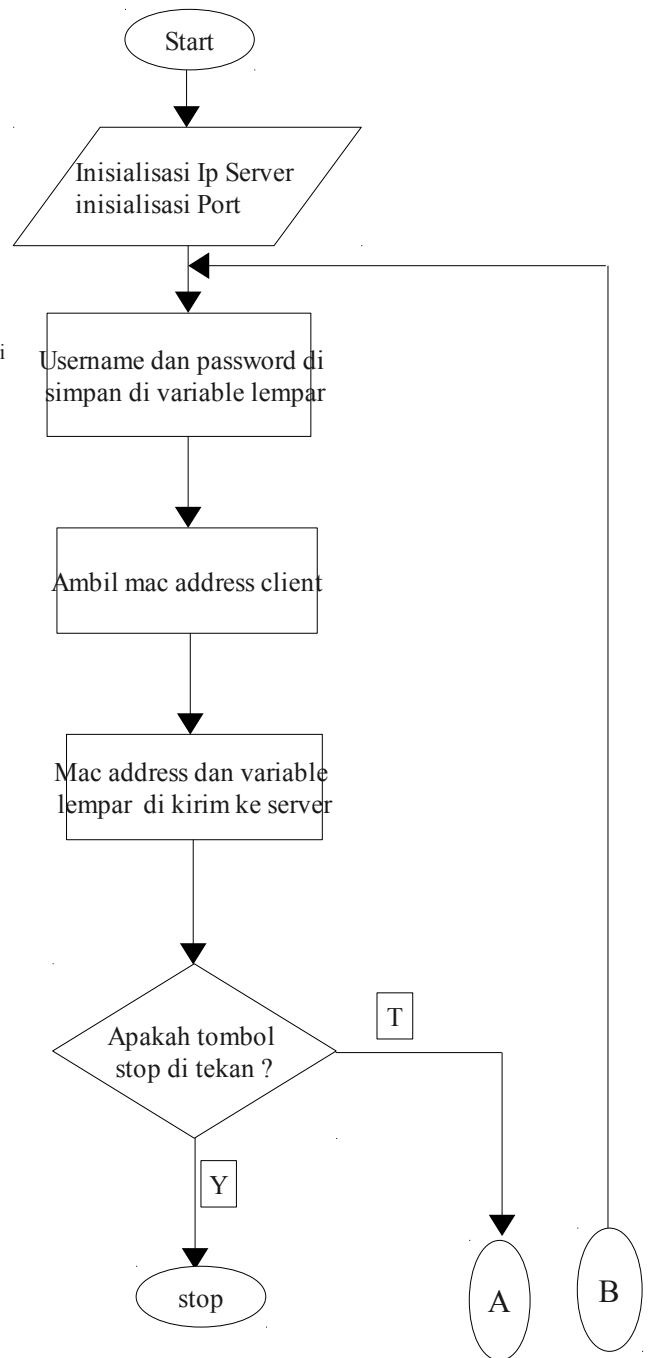 Start
Inisialisasi Ip Server
inisialisasi Port
i
Username dan password di
simpan di variable lempar
Ambil mac address client
Mac address dan variable
lempar di kirim ke server
Apakah tombol
stop di tekan ?
T
Y
stop
A
B